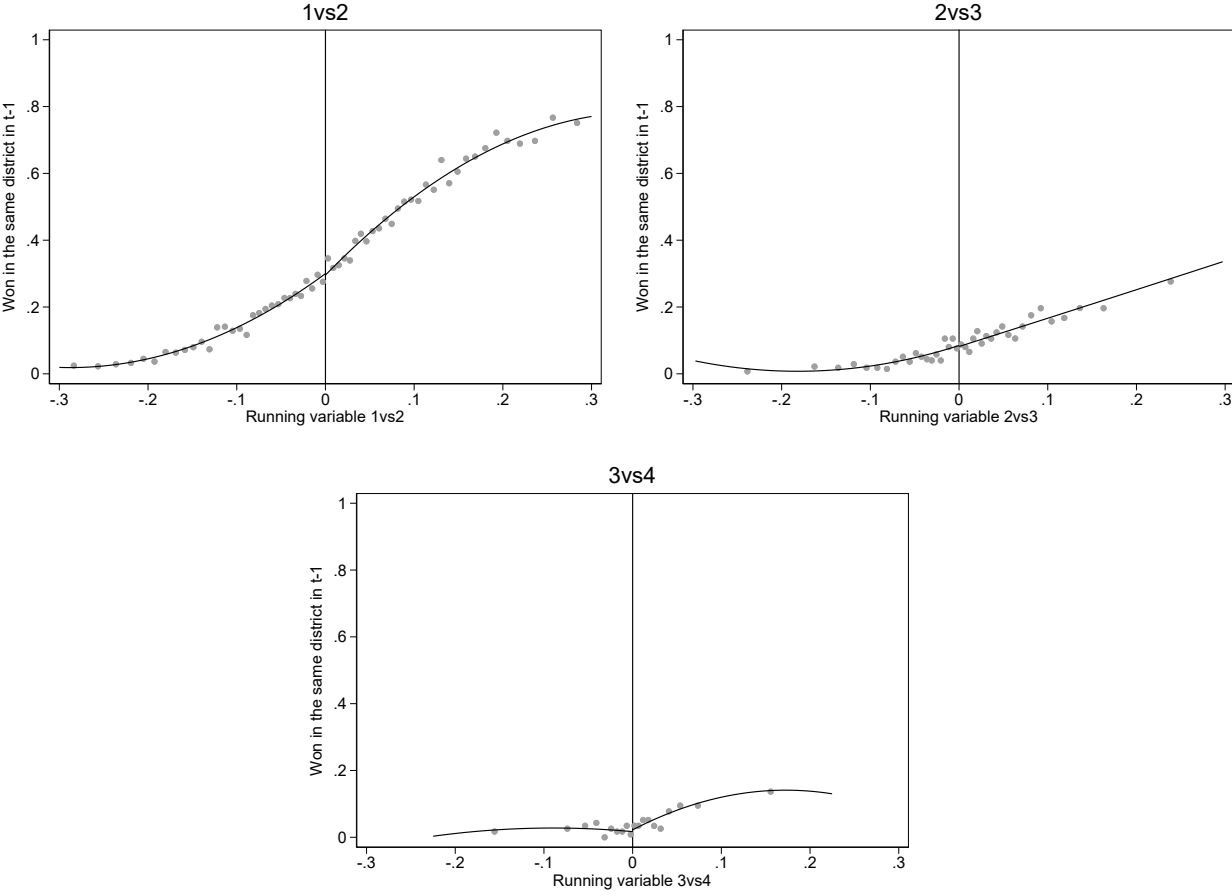 1vs2
Won in the same district in t-1
1
.8
.6
.4
.2
0
-.3 -.2 -.1 0 .1 .2 .3
Running variable 1vs2
2vs3
Won in the same district in t-1
1
.8
.6
.4
.2
0
-.3 -.2 -.1 0 .1 .2 .3
Running variable 2vs3
3vs4
Won in the same district in t-1
1
.8
.6
.4
.2
0
-.3 -.2 -.1 0 .1 .2 .3
Running variable 3vs4